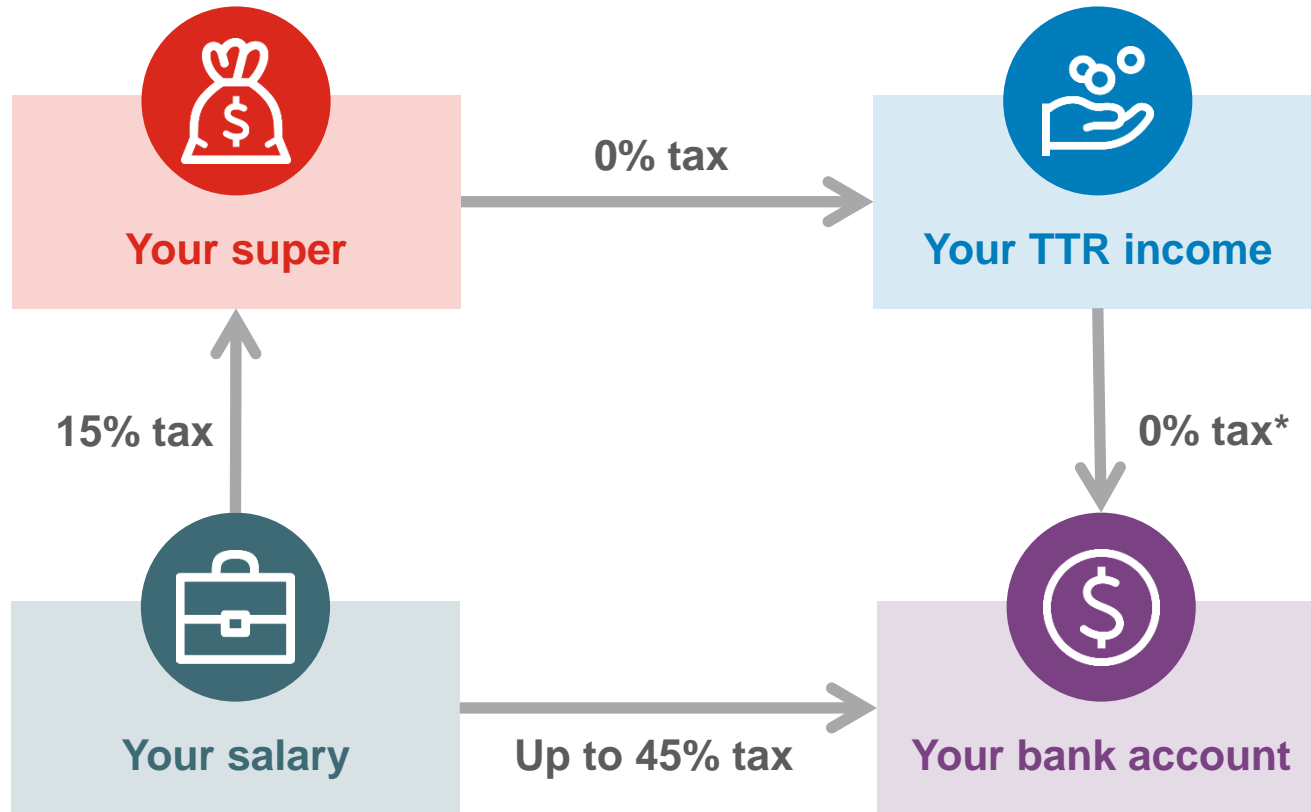 $
0% tax
Your super
Your TTR income
15% tax
0% tax*
$
Your salary
Up to 45% tax
Your bank account